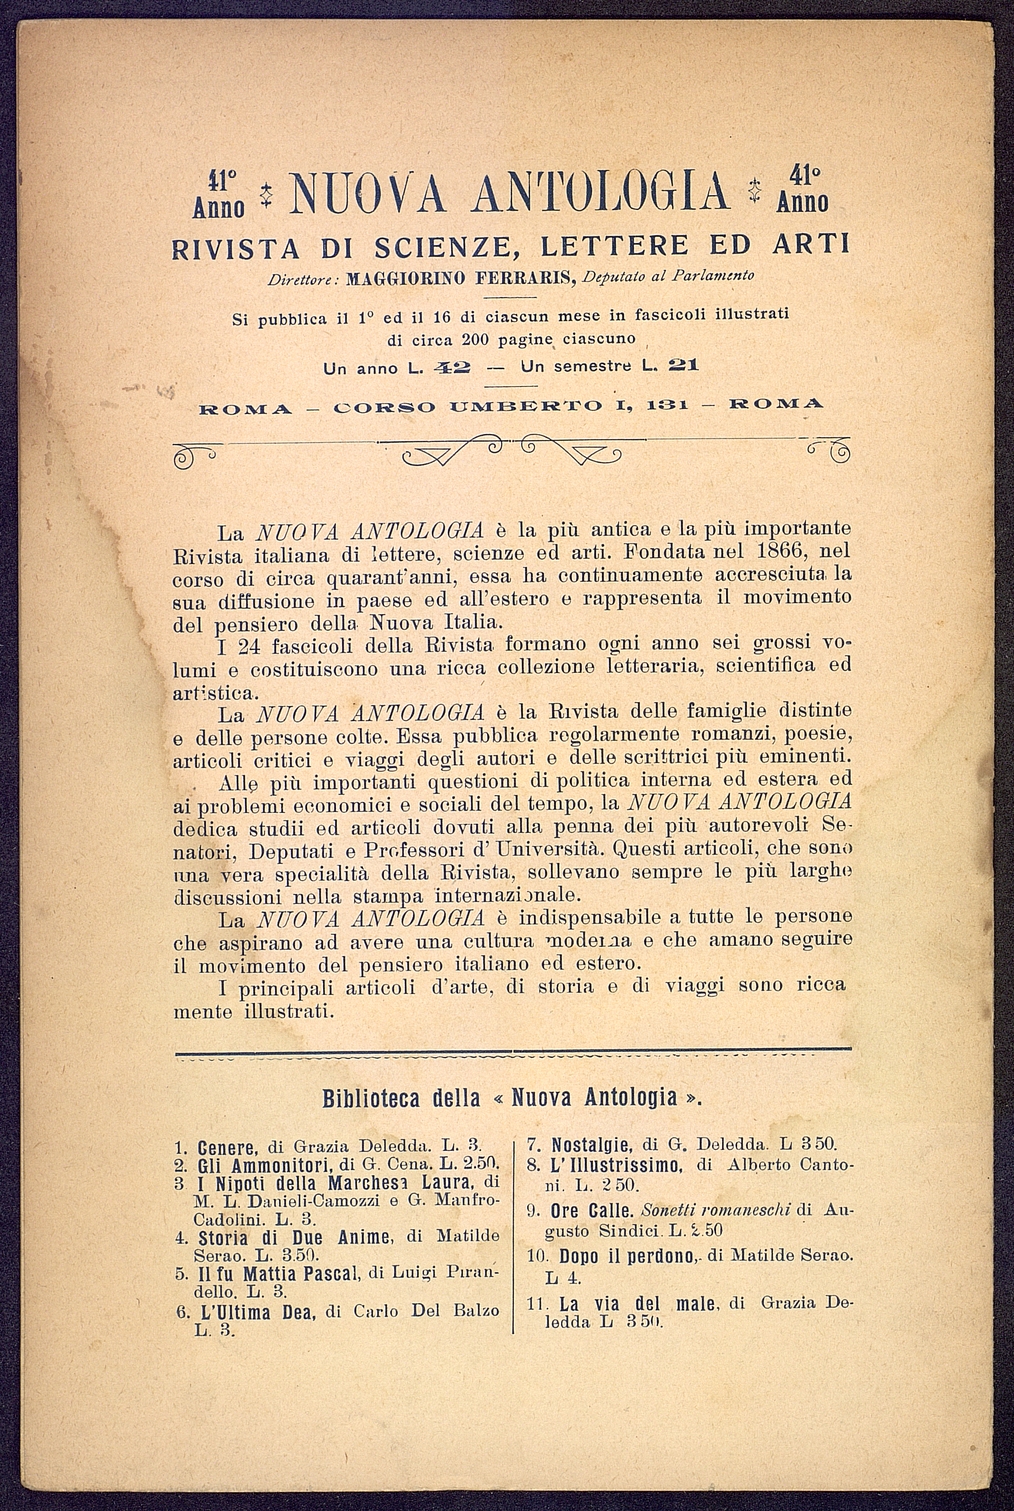 41º Anno NUOVA ANTOLOGIA 41º Anno
RIVISTA DI SCIENZE, LETTERE ED ARTI
Direttore: MAGGIORINO FERRARIS, Deputato al Parlamento
Si pubblica il 1º ed il 16 di ciascun mese in fascicoli illustrati
di circa 200 pagine ciascuno
Un anno L. 42 — Un semestre L. 21
ROMA – CORSO UMBERTO I, 131 – ROMA
La NUOVA ANTOLOGIA è la più antica e la più importante
Rivista italiana di lettere, scienze ed arti. Fondata nel 1866, nel
corso di circa quarant'anni, essa ha continuamente accresciuta la
sua diffusione in paese ed all'estero e rappresenta il movimento
del pensiero della Nuova Italia.
I 24 fascicoli della Rivista formano ogni anno sei grossi vo-
lumi e costituiscono una ricca collezione letteraria, scientifica ed
artistica.
La NUOVA ANTOLOGIA è la Rivista delle famiglie distinte
e delle persone colte. Essa pubblica regolarmente romanzi, poesie,
articoli critici e viaggi degli autori e delle scrittrici più eminenti.
Alle più importanti questioni di politica interna ed estera ed
ai problemi economici e sociali del tempo, la NUOVA ANTOLOGIA
dedica studii ed articoli dovuti alla penna dei più autorevoli Se-
natori, Deputati e Professori d'Università. Questi articoli, che sono
una vera specialità della Rivista, sollevano sempre le più larghe
discussioni nella stampa internazionale.
La NUOVA ANTOLOGIA è indispensabile a tutte le persone
che aspirano ad avere una cultura moderna e che amano seguire
il movimento del pensiero italiano ed estero.
I principali articoli d'arte, di storia e di viaggi sono ricca
mente illustrati.
Biblioteca della « Nuova Antologia ».
1. Cenere, di Grazia Deledda. L. 3.
2. Gli Ammonitori, di G. Cena. L. 2.50.
3 I Nipoti della Marchesa Laura, di
M. L. Danieli-Camozzi e G. Manfro-
Cadolini. L. 3.
4. Storia di Due Anime, di Matilde
Serao. L. 3.50.
5. Il fu Mattia Pascal, di Luigi Piran-
dello. L. 3.
6. L'Ultima Dea, di Carlo Del Balzo
L. 3.
7. Nostalgie, di G. Deledda. L 3 50.
8. L'Illustrissimo, di Alberto Canto-
ni. L. 2 50.
9. Ore Calle. Sonetti romaneschi di Au-
gusto Sindici. L. 2.50
10. Dopo il perdono, di Matilde Serao.
L 4.
11. La via del male, di Grazia De-
ledda L 3 50.